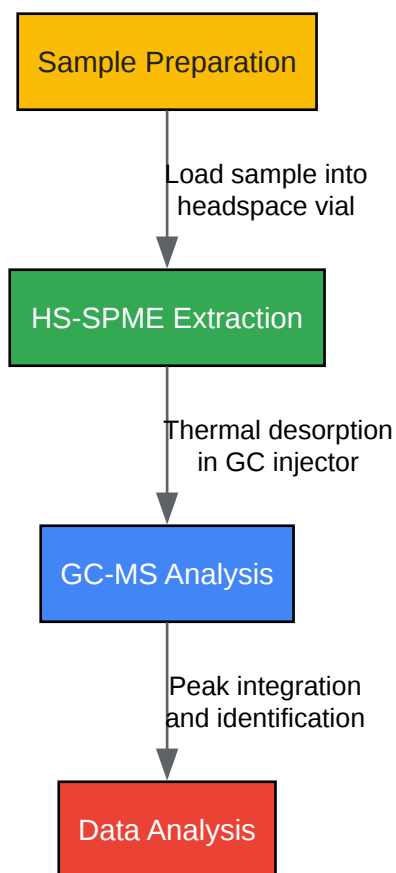 Sample Preparation
Load sample into
headspace vial
HS-SPME Extraction
Thermal desorption
in GC injector
GC-MS Analysis
Peak integration
and identification
Data Analysis